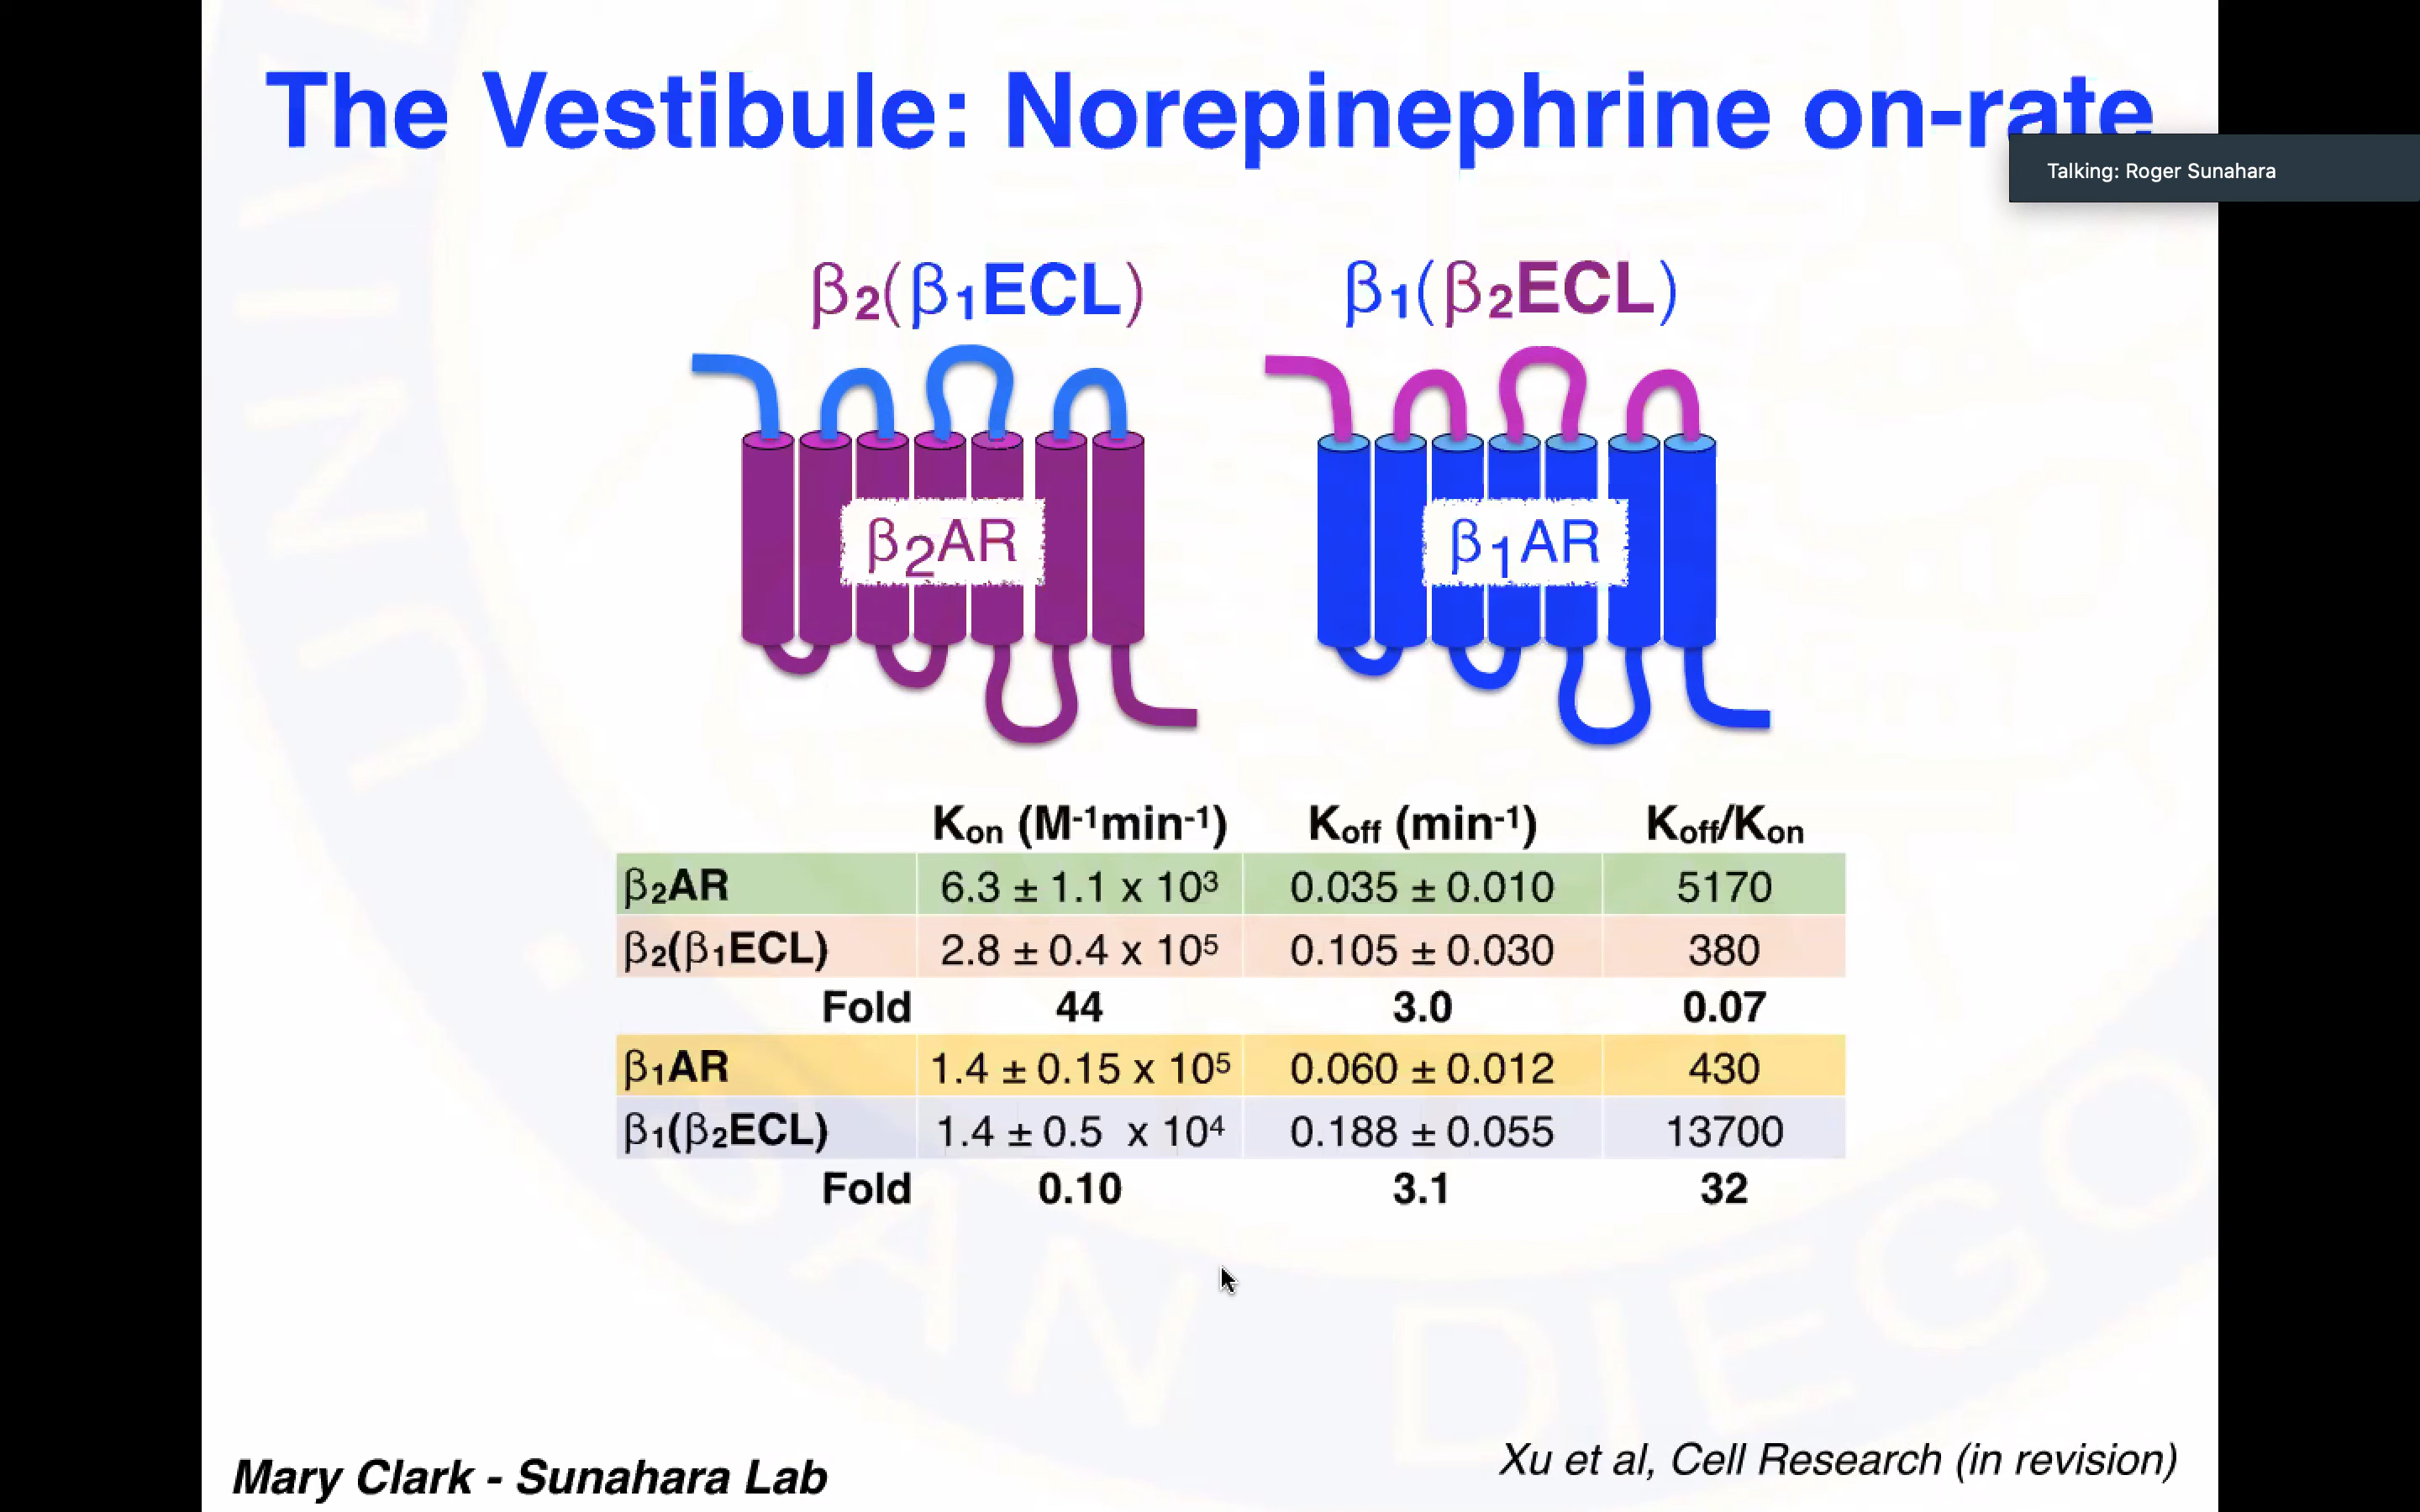 The Vestibule: Norepinephrine on-rate
Talking: Roger Sunahara
β₂(β₁ECL)
β₁(β₂ECL)
β₂AR
β₁AR
Kon (M⁻¹min⁻¹) Koff (min⁻¹) Koff/Kon
β₂AR 6.3 ± 1.1 x 10³ 0.035 ± 0.010 5170
β₂(β₁ECL) 2.8 ± 0.4 x 10⁵ 0.105 ± 0.030 380
Fold 44 3.0 0.07
β₁AR 1.4 ± 0.15 x 10⁵ 0.060 ± 0.012 430
β₁(β₂ECL) 1.4 ± 0.5 x 10⁴ 0.188 ± 0.055 13700
Fold 0.10 3.1 32
SAN DIEGO
Mary Clark - Sunahara Lab
Xu et al, Cell Research (in revision)